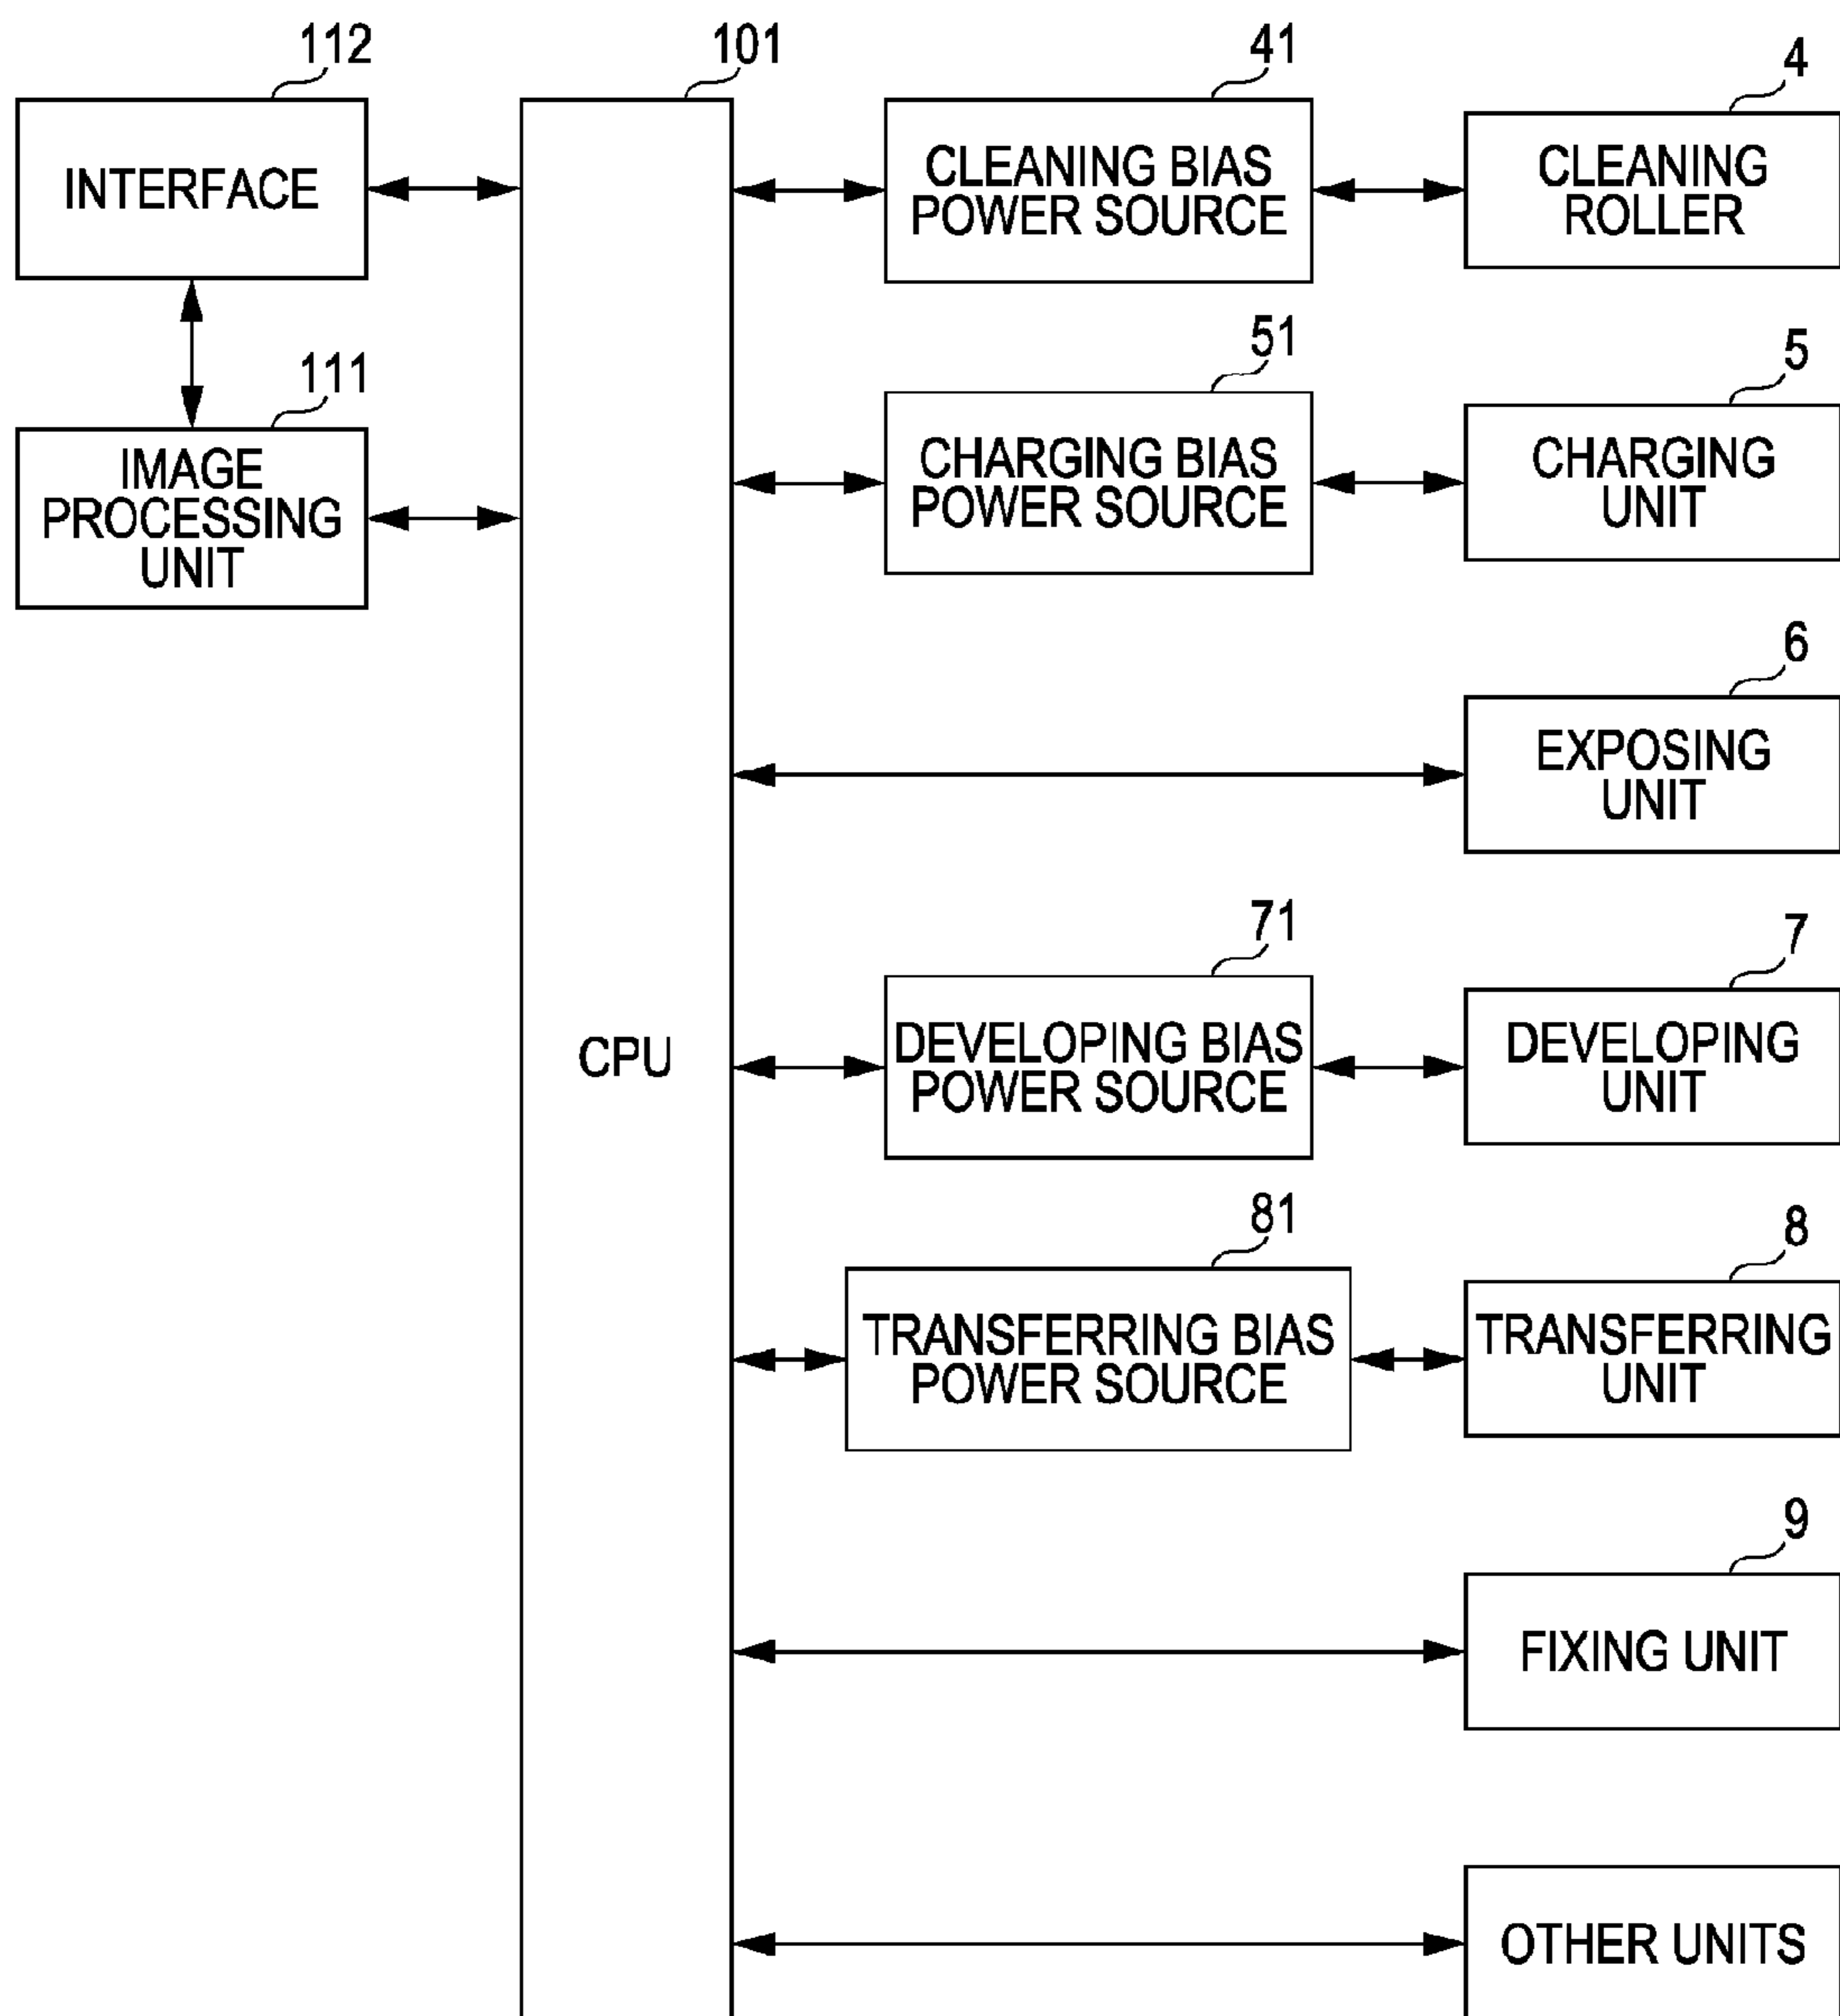 112
101
41
4
INTERFACE
CLEANING BIAS
POWER SOURCE
CLEANING
ROLLER
51
5
111
IMAGE
PROCESSING
UNIT
CHARGING BIAS
POWER SOURCE
CHARGING
UNIT
6
EXPOSING
UNIT
71
7
CPU
DEVELOPING BIAS
POWER SOURCE
DEVELOPING
UNIT
81
8
TRANSFERRING BIAS
POWER SOURCE
TRANSFERRING
UNIT
9
FIXING UNIT
OTHER UNITS